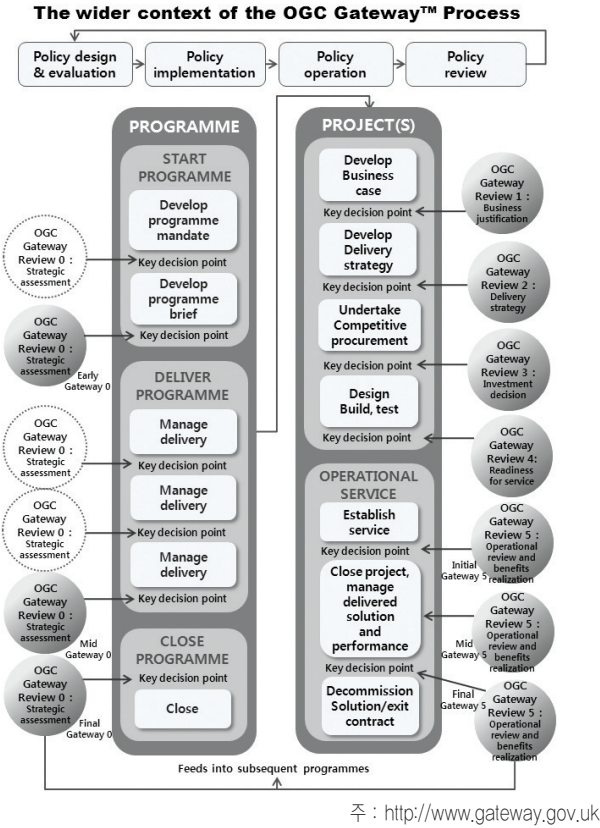 The wider context of the OGC Gateway™ Process
Policy design
& evaluation
Policy
implementation
Policy
operation
Policy
review
PROGRAMME
START
PROGRAMME
Develop
programme
mandate
Key decision point
Develop
programme
brief
Key decision point
DELIVER
PROGRAMME
Manage
delivery
Key decision point
Manage
delivery
Key decision point
Manage
delivery
Key decision point
CLOSE
PROGRAMME
Key decision point
Close
OGC
Gateway
Review 0 :
Strategic
assessment
OGC
Gateway
Review 0 :
Strategic
assessment
Early
Gateway 0
OGC
Gateway
Review 0 :
Strategic
assessment
OGC
Gateway
Review 0 :
Strategic
assessment
OGC
Gateway
Review 0 :
Strategic
assessment
Mid
Gateway 0
OGC
Gateway
Review 0 :
Strategic
assessment
Final
Gateway 0
PROJECT(S)
Develop
Business
case
Key decision point
Develop
Delivery
strategy
Key decision point
Undertake
Competitive
procurement
Key decision point
Design
Build, test
Key decision point
OPERATIONAL
SERVICE
Establish
service
Key decision point
Close project,
manage
delivered
solution
and
performance
Key decision point
Decommission
Solution/exit
contract
OGC
Gateway
Review 1 :
Business
justification
OGC
Gateway
Review 2 :
Delivery
strategy
OGC
Gateway
Review 3 :
Investment
decision
OGC
Gateway
Review 4:
Readiness
for service
OGC
Gateway
Review 5 :
Operational
review and
benefits
realization
Initial
Gateway 5
OGC
Gateway
Review 5 :
Operational
review and
benefits
realization
Mid
Gateway 5
OGC
Gateway
Review 5 :
Operational
review and
benefits
realization
Final
Gateway 5
Feeds into subsequent programmes
주 : http://www.gateway.gov.uk